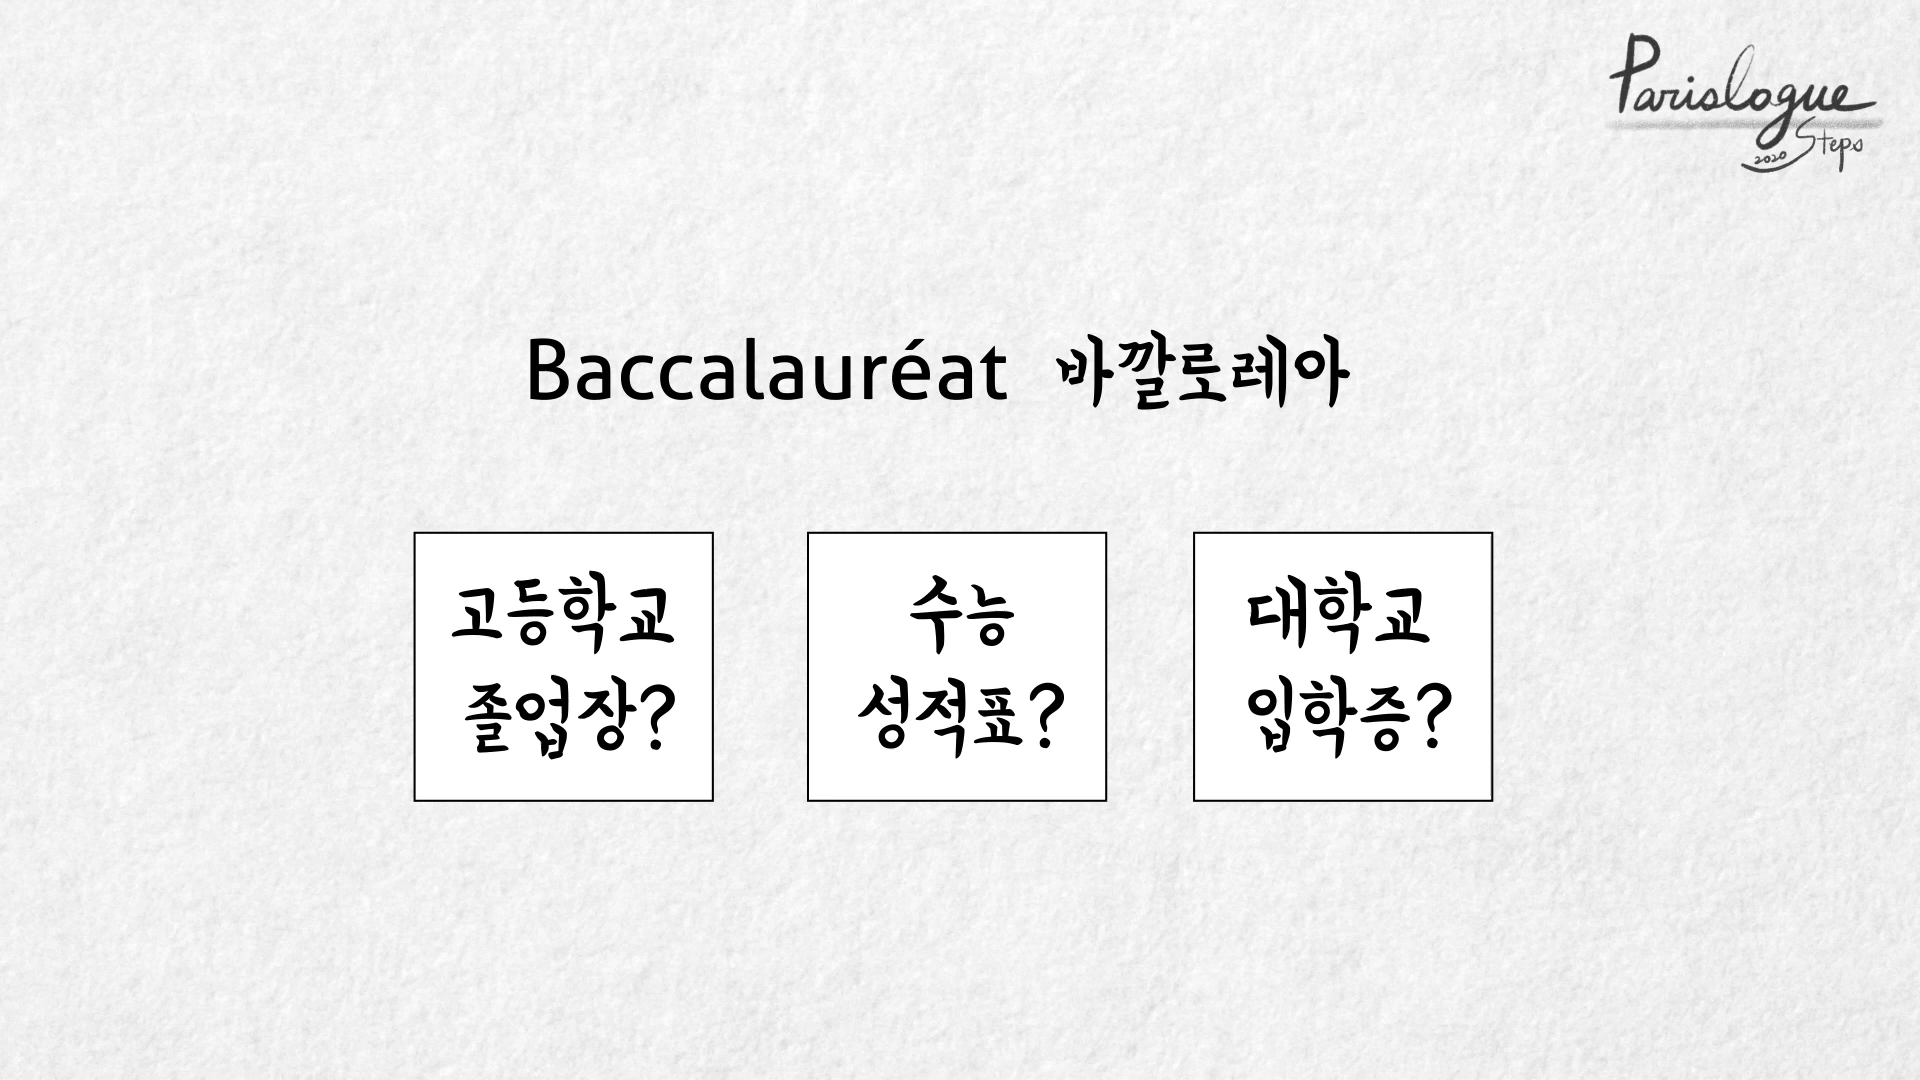 Parislogue
2020 Steps
Baccalauréat 바깔로레아
고등학교
졸업장?
수능
성적표?
대학교
입학증?